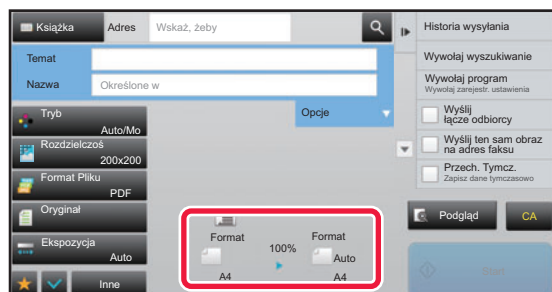 Książka
Adres
Wskaż, żeby
Temat
Nazwa
Określone w
Tryb
Auto/Mo
Rozdzielczoś
200x200
Format Pliku
PDF
Oryginał
Ekspozycja
Auto
Inne
Opcje
Format
A4
100%
Format
Auto
A4
Historia wysyłania
Wywołaj wyszukiwanie
Wywołaj program
Wywołaj zarejestr. ustawienia
Wyślij
łącze odbiorcy
Wyślij ten sam obraz
na adres faksu
Przech. Tymcz.
Zapisz dane tymczasowo
Podgląd
CA
Start